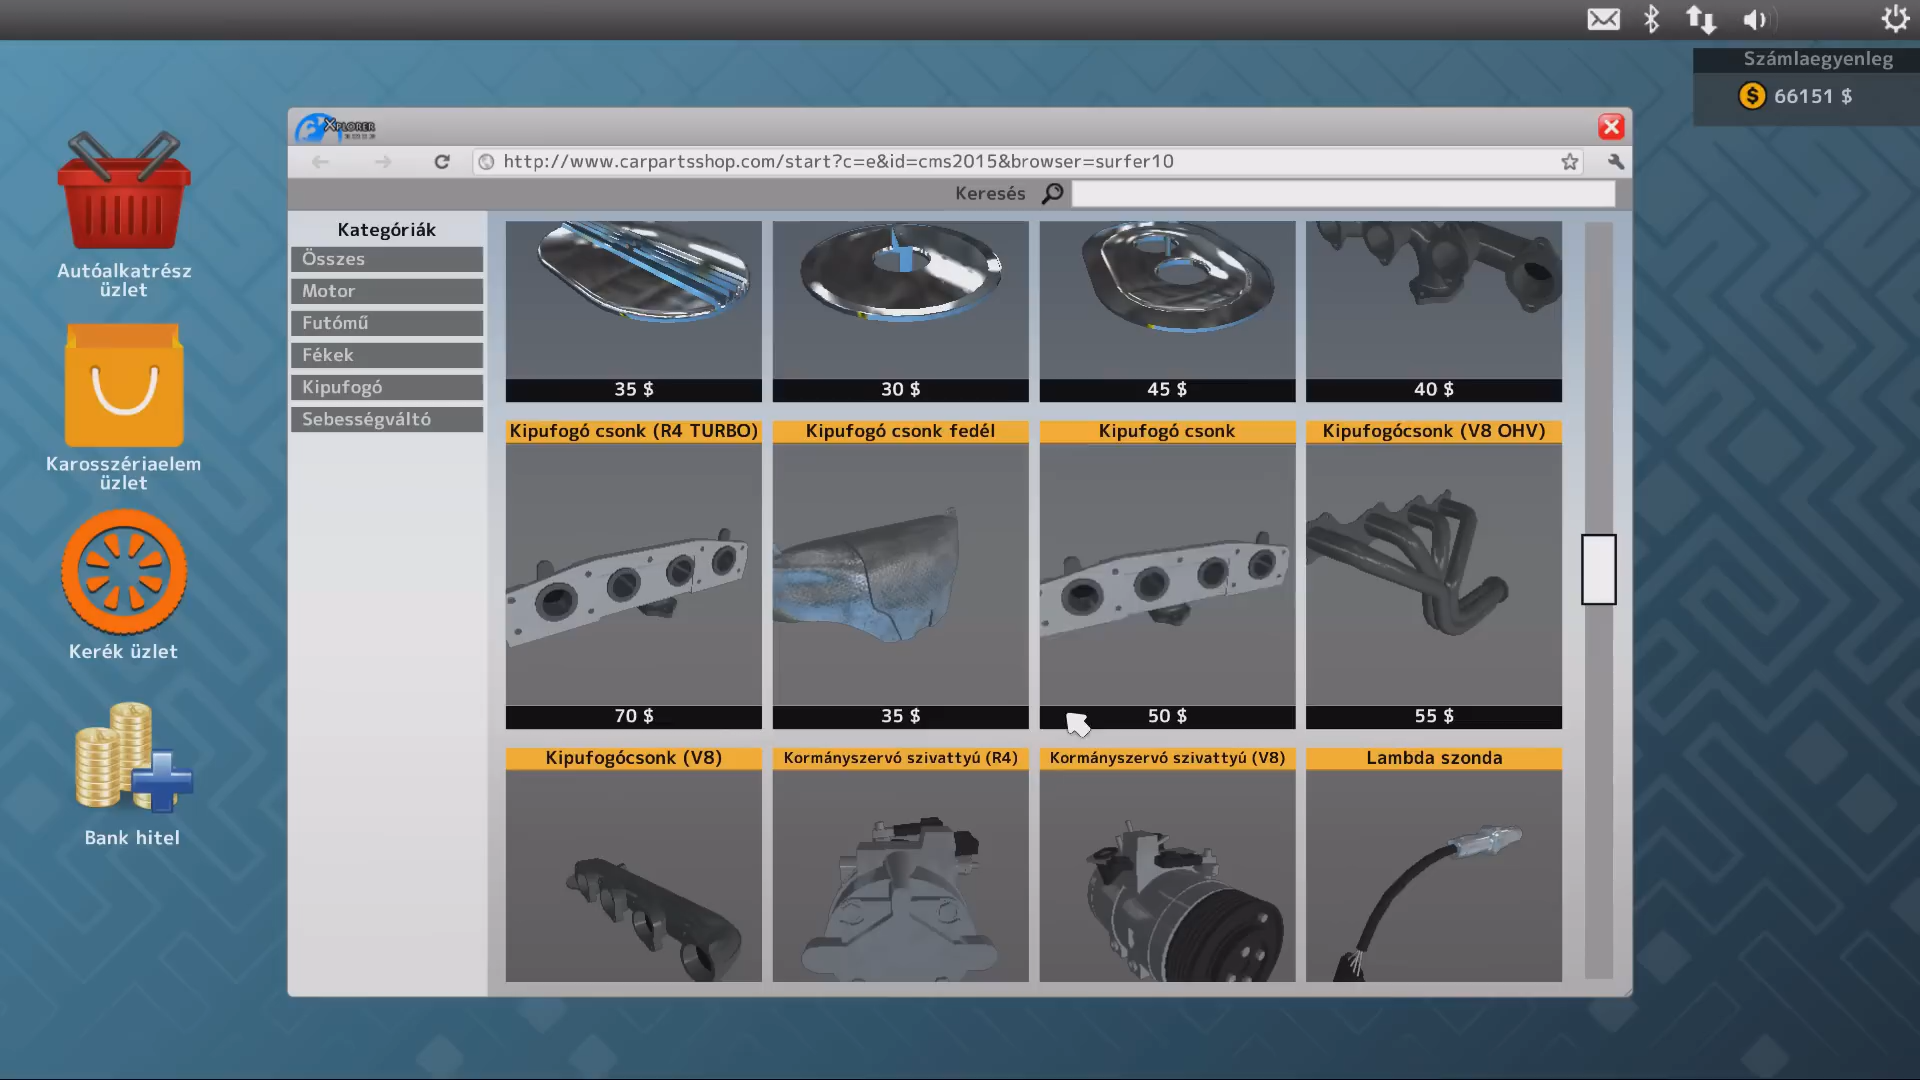 Számlaegyenleg
66151 $
XPLORER
http://www.carpartsshop.com/start?c=e&id=cms2015&browser=surfer10
Keresés
Autóalkatrész
üzlet
Karosszériaelem
üzlet
Kerék üzlet
Bank hitel
Kategóriák
Összes
Motor
Futómű
Fékek
Kipufogó
Sebességváltó
35 $
30 $
45 $
40 $
Kipufogó csonk (R4 TURBO)
Kipufogó csonk fedél
Kipufogó csonk
Kipufogócsonk (V8 OHV)
70 $
35 $
50 $
55 $
Kipufogócsonk (V8)
Kormányszervó szivattyú (R4)
Kormányszervó szivattyú (V8)
Lambda szonda